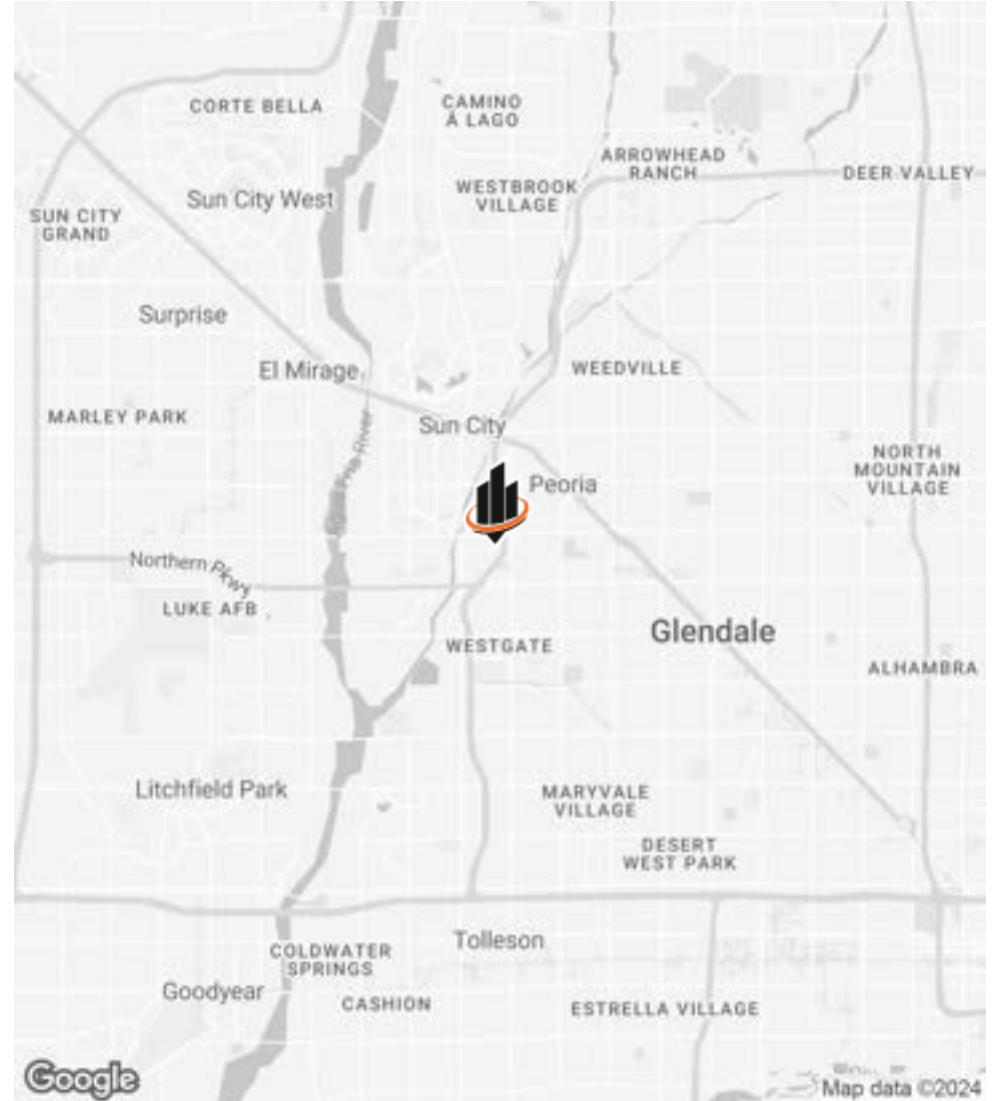 CORTE BELLA
CAMINO
Á LAGO
ARROWHEAD
RANCH
DEER VALLEY
Sun City West
WESTBROOK
VILLAGE
SUN CITY
GRAND
Surprise
El Mirage
WEEDVILLE
MARLEY PARK
Sun City
NORTH
MOUNTAIN
VILLAGE
Peoria
Agua Fria River
Northern Pkwy
LUKE AFB
Glendale
WESTGATE
ALHAMBRA
Litchfield Park
MARYVALE
VILLAGE
DESERT
WEST PARK
Tolleson
COLDWATER
SPRINGS
Goodyear
CASHION
ESTRELLA VILLAGE
Google
Map data ©2024